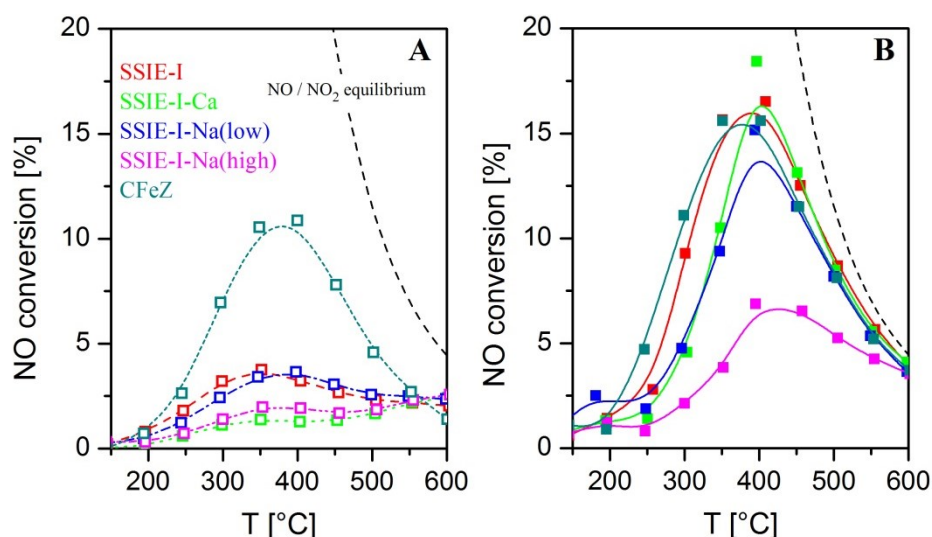 A
SSIE-I
SSIE-I-Ca
SSIE-I-Na(low)
SSIE-I-Na(high)
CFeZ
NO / NO2 equilibrium
NO conversion [%]
20
15
10
5
0
200 300 400 500 600
T [°C]
B
NO conversion [%]
20
15
10
5
0
200 300 400 500 600
T [°C]